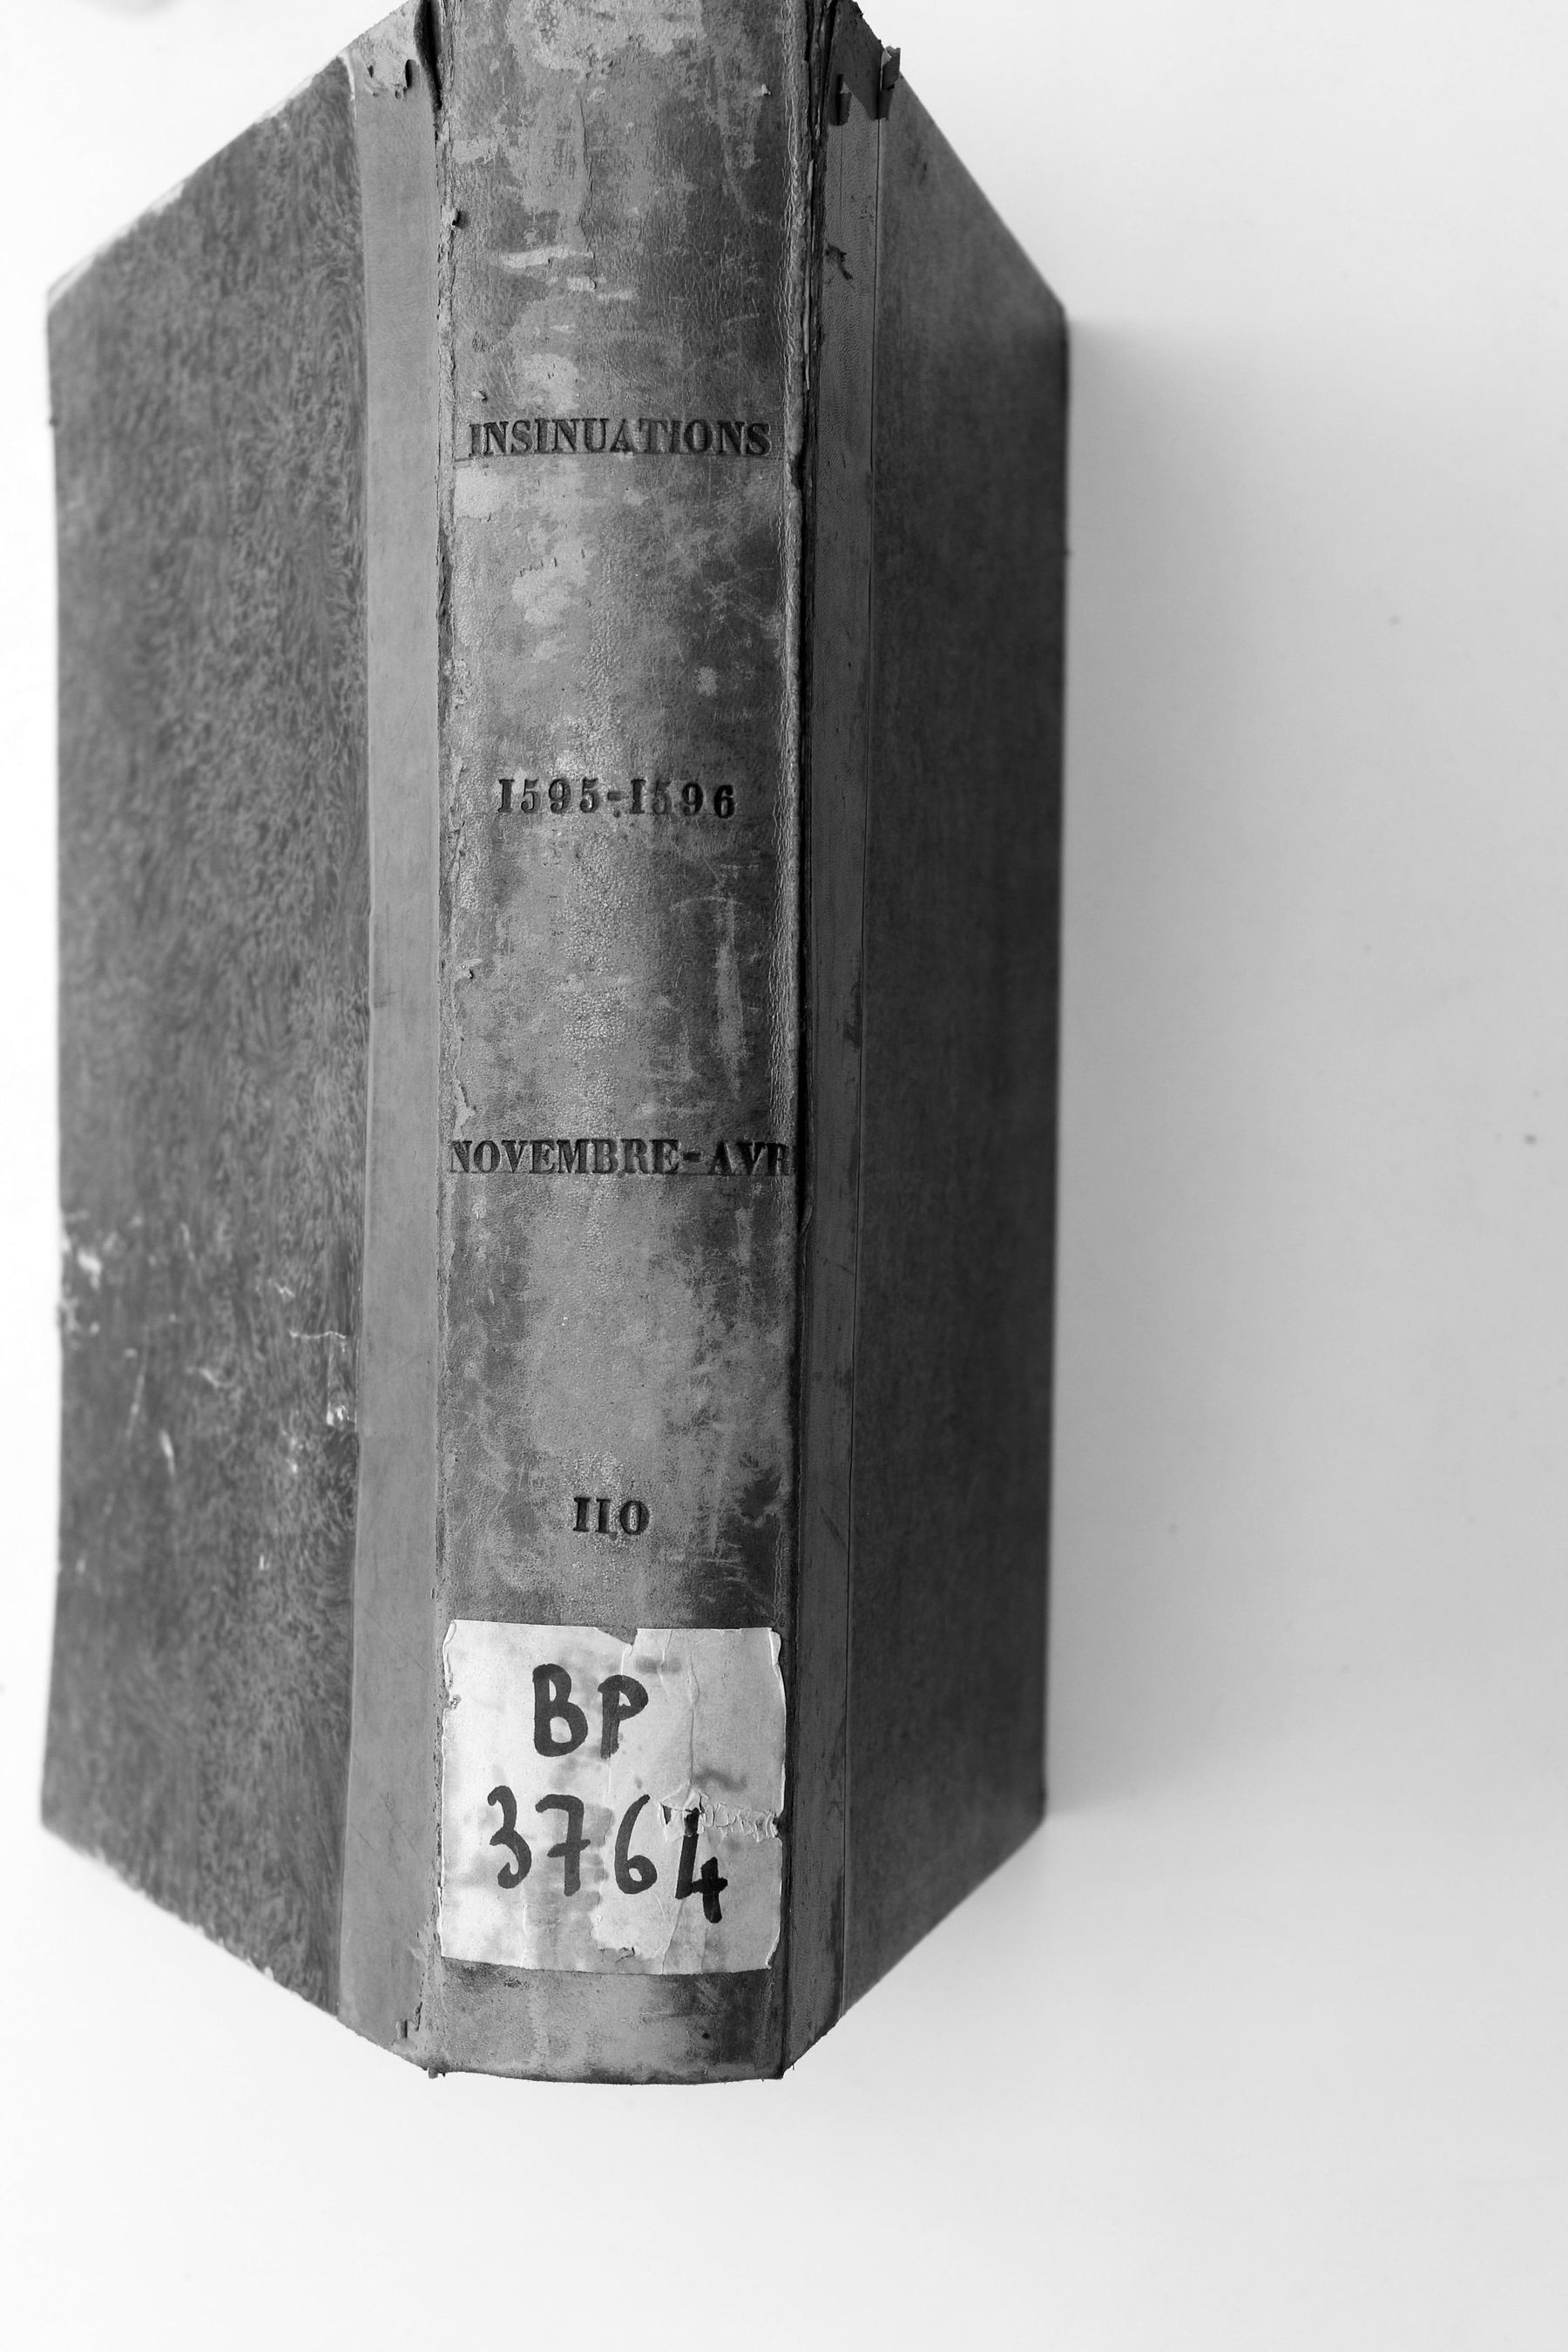 INSINUATIONS
1595-1596
NOVEMBRE-AVR
110
BP
3764